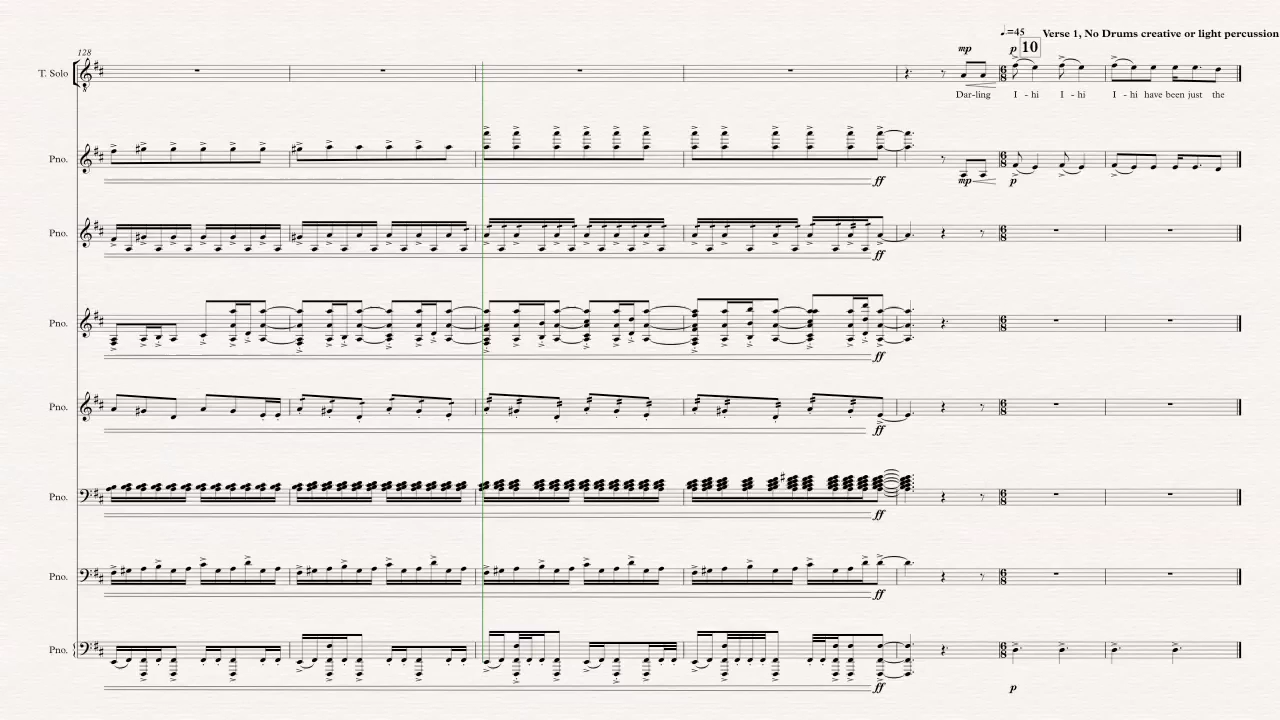 ♩=45 Verse 1, No Drums creative or light percussion
10
128
mp p
T. Solo
Dar-ling I - hi I - hi I - hi have been just the
Pno.
ff mp p
Pno.
ff
Pno.
ff
Pno.
ff
Pno.
ff
Pno.
ff
Pno.
ff p